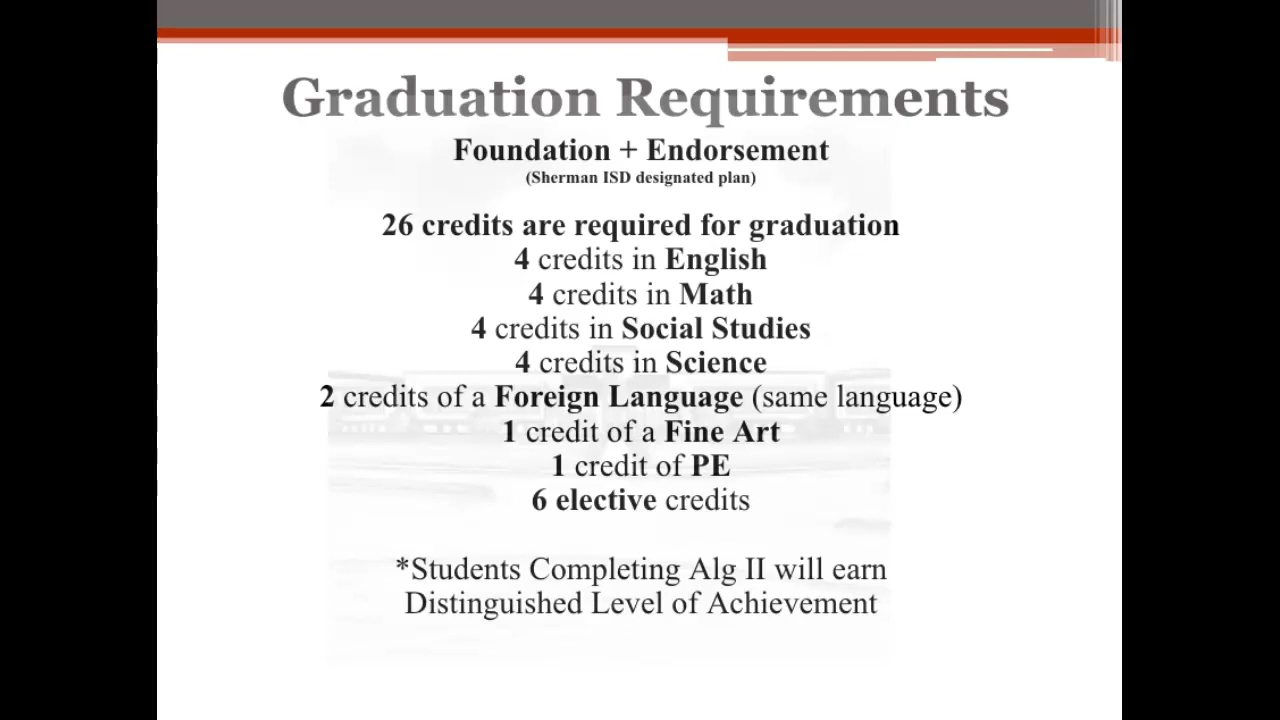 Graduation Requirements
Foundation + Endorsement
(Sherman ISD designated plan)
26 credits are required for graduation
4 credits in English
4 credits in Math
4 credits in Social Studies
4 credits in Science
2 credits of a Foreign Language (same language)
1 credit of a Fine Art
1 credit of PE
6 elective credits
*Students Completing Alg II will earn
Distinguished Level of Achievement